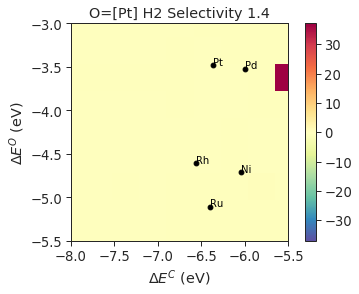 O=[Pt] H2 Selectivity 1.4
−3.0
−3.5
−4.0
−4.5
−5.0
−5.5
ΔE^O (eV)
Pt
Pd
Rh
Ni
Ru
−8.0 −7.5 −7.0 −6.5 −6.0 −5.5
ΔE^C (eV)
30
20
10
0
−10
−20
−30